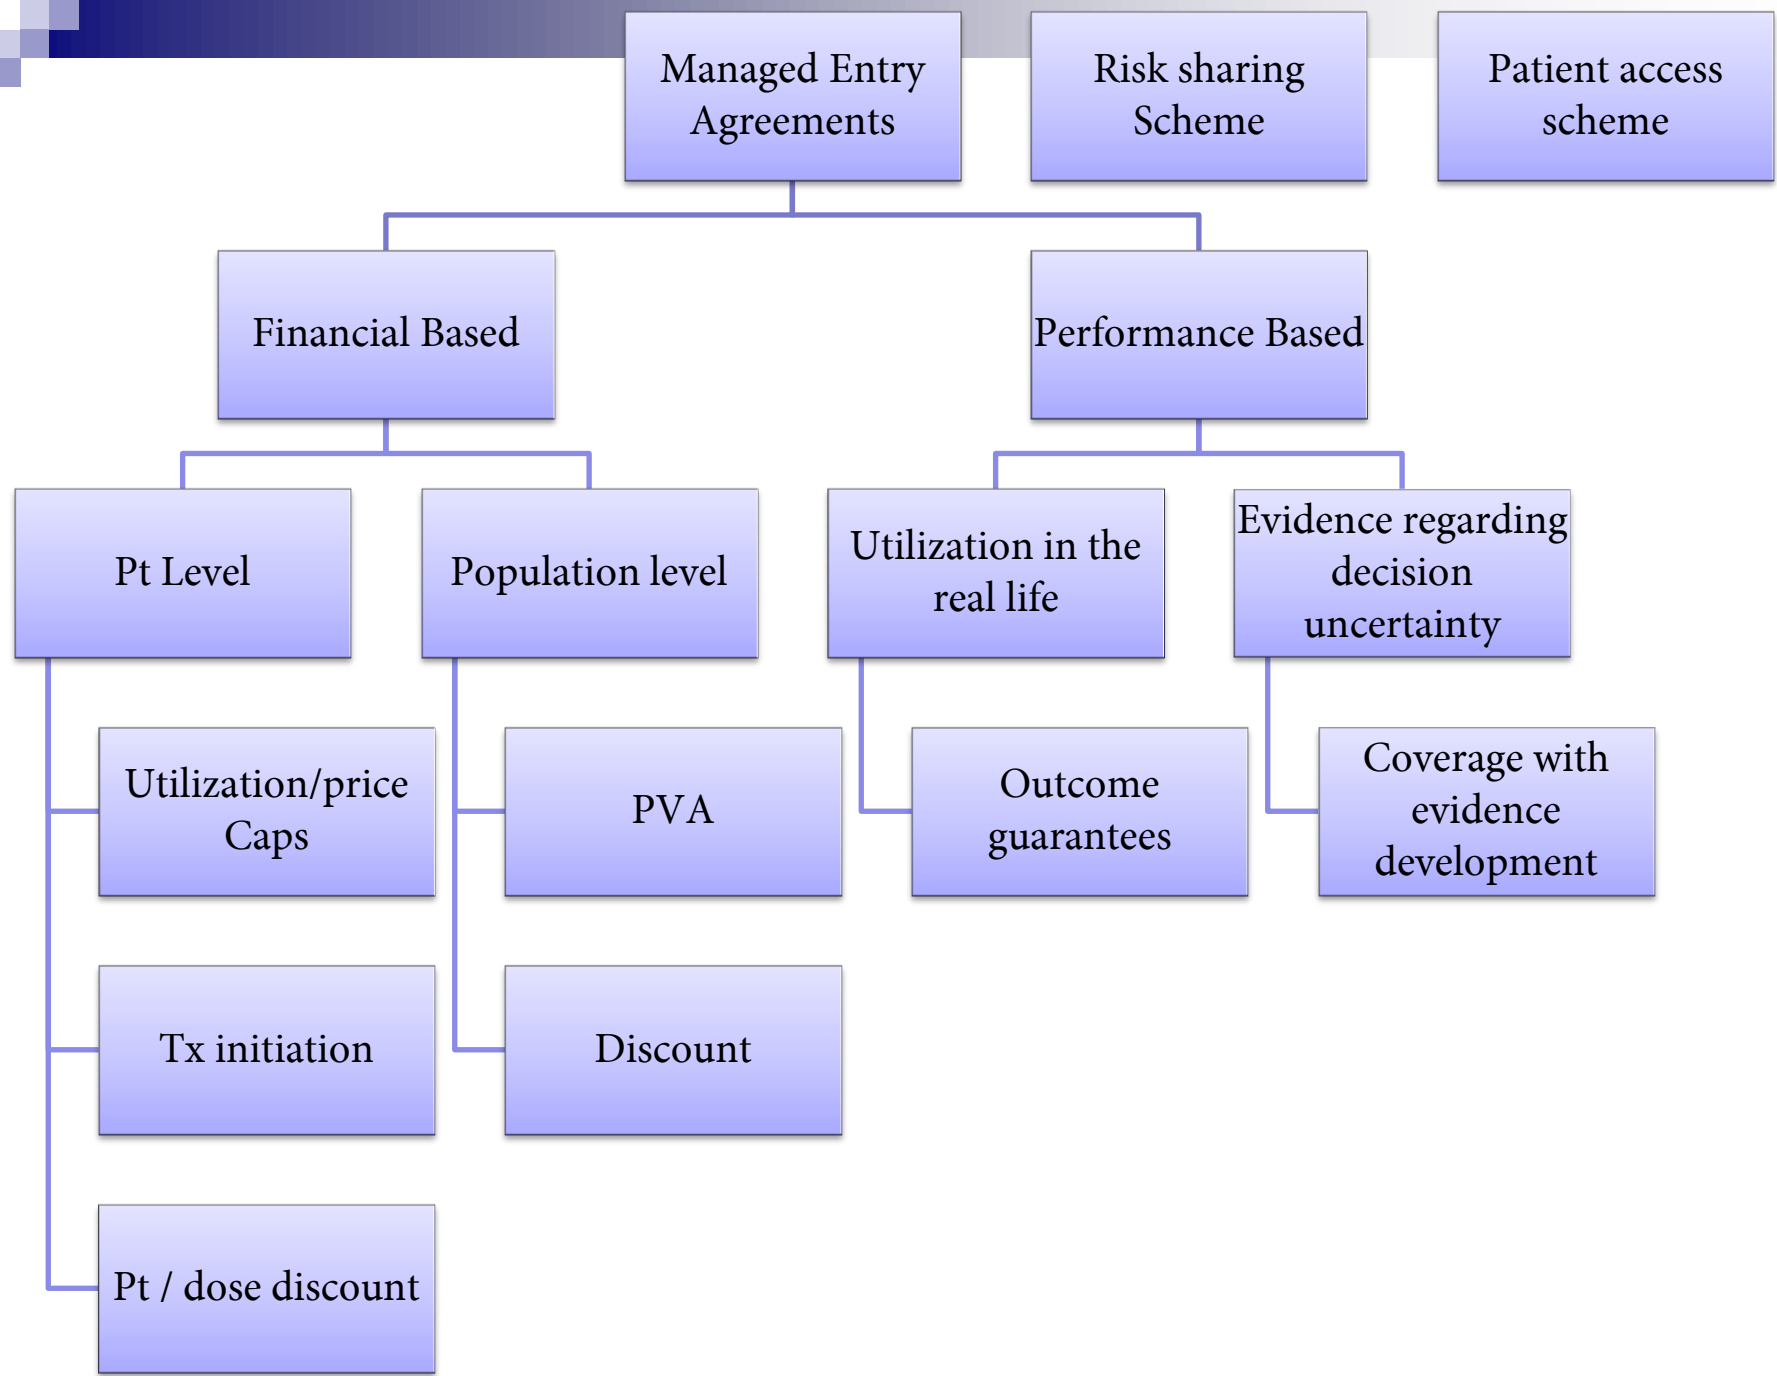 Managed Entry
Agreements
Risk sharing
Scheme
Patient access
scheme
Financial Based
Performance Based
Pt Level
Population level
Utilization in the
real life
Evidence regarding
decision
uncertainty
Utilization/price
Caps
PVA
Outcome
guarantees
Coverage with
evidence
development
Tx initiation
Discount
Pt / dose discount